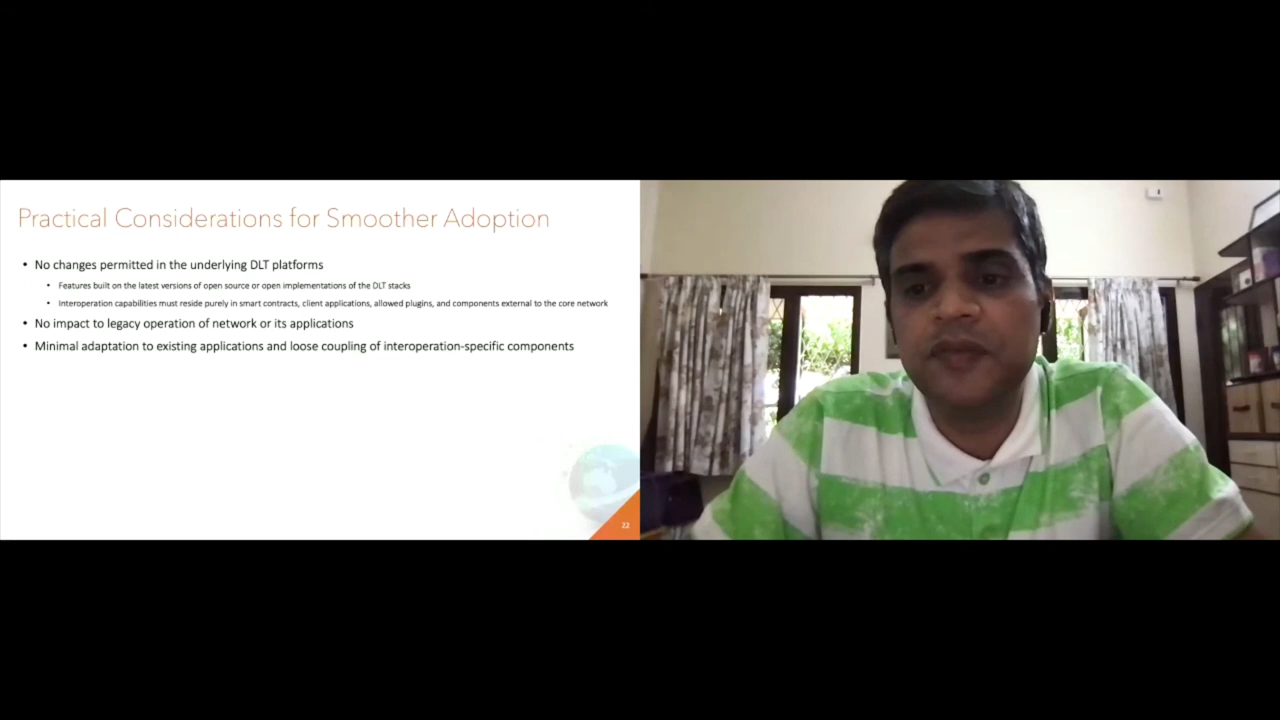 Practical Considerations for Smoother Adoption
• No changes permitted in the underlying DLT platforms
• Features built on the latest versions of open source or open implementations of the DLT stacks
• Interoperation capabilities must reside purely in smart contracts, client applications, allowed plugins, and components external to the core network
• No impact to legacy operation of network or its applications
• Minimal adaptation to existing applications and loose coupling of interoperation-specific components
22